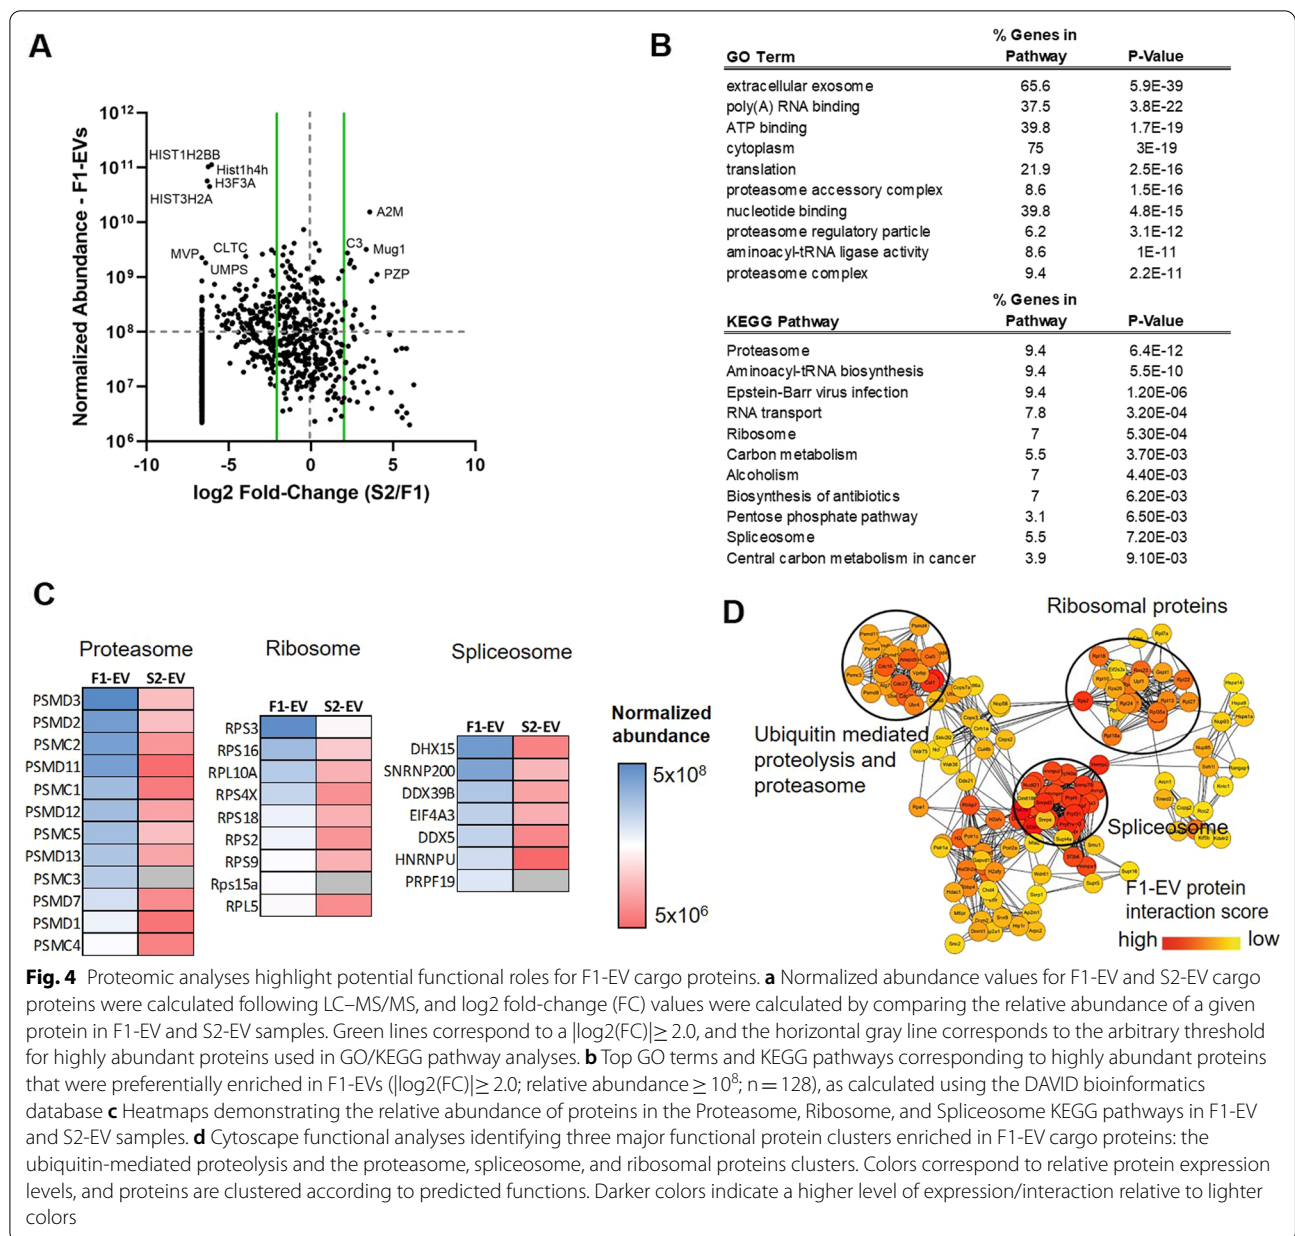 A
Normalized Abundance - F1-EVs
10^12
10^11
10^10
10^9
10^8
10^7
10^6
HIST1H2BB
Hist1h4h
H3F3A
HIST3H2A
A2M
C3
Mug1
PZP
MVP
CLTC
UMPS
-10 -5 0 5 10
log2 Fold-Change (S2/F1)
B
% Genes in
GO Term Pathway P-Value
extracellular exosome 65.6 5.9E-39
poly(A) RNA binding 37.5 3.8E-22
ATP binding 39.8 1.7E-19
cytoplasm 75 3E-19
translation 21.9 2.5E-16
proteasome accessory complex 8.6 1.5E-16
nucleotide binding 39.8 4.8E-15
proteasome regulatory particle 6.2 3.1E-12
aminoacyl-tRNA ligase activity 8.6 1E-11
proteasome complex 9.4 2.2E-11
% Genes in
KEGG Pathway Pathway P-Value
Proteasome 9.4 6.4E-12
Aminoacyl-tRNA biosynthesis 9.4 5.5E-10
Epstein-Barr virus infection 9.4 1.20E-06
RNA transport 7.8 3.20E-04
Ribosome 7 5.30E-04
Carbon metabolism 5.5 3.70E-03
Alcoholism 7 4.40E-03
Biosynthesis of antibiotics 7 6.20E-03
Pentose phosphate pathway 3.1 6.50E-03
Spliceosome 5.5 7.20E-03
Central carbon metabolism in cancer 3.9 9.10E-03
C
Proteasome
F1-EV S2-EV
PSMD3
PSMD2
PSMC2
PSMD11
PSMC1
PSMD12
PSMC5
PSMD13
PSMC3
PSMD7
PSMD1
PSMC4
Ribosome
F1-EV S2-EV
RPS3
RPS16
RPL10A
RPS4X
RPS18
RPS2
RPS9
Rps15a
RPL5
Spliceosome
F1-EV S2-EV
DHX15
SNRNP200
DDX39B
EIF4A3
DDX5
HNRNPU
PRPF19
Normalized
abundance
5x10^8
5x10^6
D
Ribosomal proteins
Ubiquitin mediated
proteolysis and
proteasome
Spliceosome
F1-EV protein
interaction score
high low
Fig. 4 Proteomic analyses highlight potential functional roles for F1-EV cargo proteins. a Normalized abundance values for F1-EV and S2-EV cargo
proteins were calculated following LC–MS/MS, and log2 fold-change (FC) values were calculated by comparing the relative abundance of a given
protein in F1-EV and S2-EV samples. Green lines correspond to a |log2(FC)| ≥ 2.0, and the horizontal gray line corresponds to the arbitrary threshold
for highly abundant proteins used in GO/KEGG pathway analyses. b Top GO terms and KEGG pathways corresponding to highly abundant proteins
that were preferentially enriched in F1-EVs (|log2(FC)| ≥ 2.0; relative abundance ≥ 10^8; n = 128), as calculated using the DAVID bioinformatics
database c Heatmaps demonstrating the relative abundance of proteins in the Proteasome, Ribosome, and Spliceosome KEGG pathways in F1-EV
and S2-EV samples. d Cytoscape functional analyses identifying three major functional protein clusters enriched in F1-EV cargo proteins: the
ubiquitin-mediated proteolysis and the proteasome, spliceosome, and ribosomal proteins clusters. Colors correspond to relative protein expression
levels, and proteins are clustered according to predicted functions. Darker colors indicate a higher level of expression/interaction relative to lighter
colors